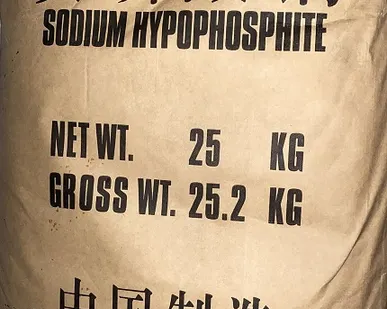 SODIUM HYPOPHOSPHITE
NET WT. 25 KG
GROSS WT. 25.2 KG
中国制造